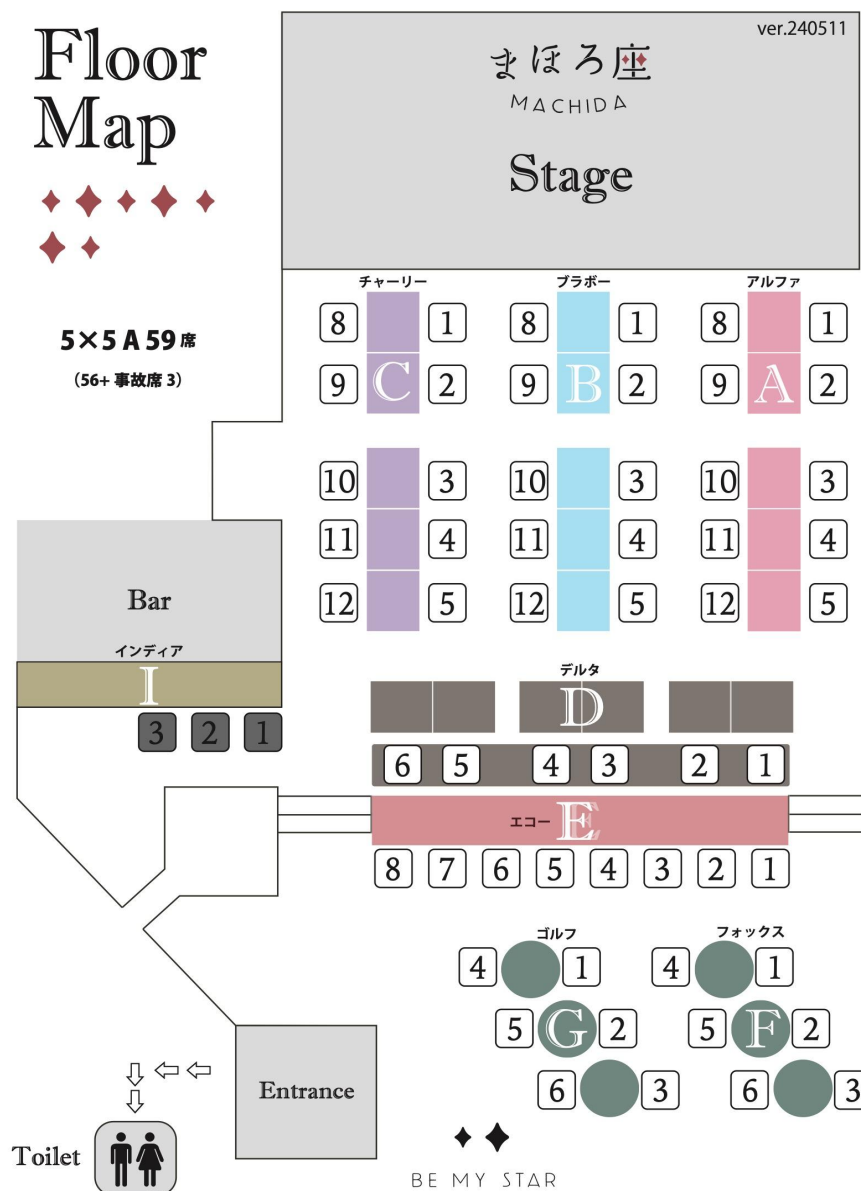 Floor
Map
ver.240511
まほろ座
MACHIDA
Stage
5×5 A 59 席
(56+ 事故席 3)
チャーリー ブラボー アルファ
8 1 8 1 8 1
9 C 2 9 B 2 9 A 2
10 3 10 3 10 3
11 4 11 4 11 4
12 5 12 5 12 5
Bar
インディア
I
3 2 1
デルタ
D
6 5 4 3 2 1
エコー E
8 7 6 5 4 3 2 1
ゴルフ フォックス
4 1 4 1
5 G 2 5 F 2
6 3 6 3
Entrance
Toilet
BE MY STAR